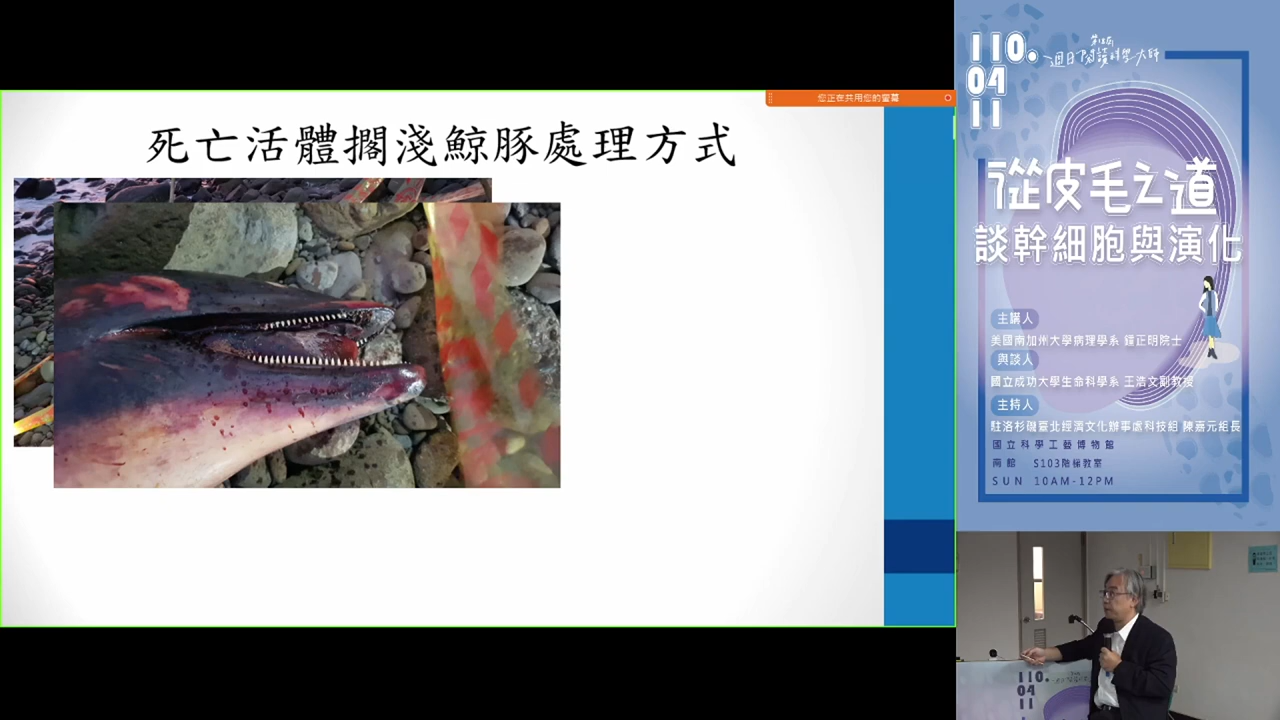 您正在共用您的螢幕
死亡活體擱淺鯨豚處理方式
110.
04
11
週日閱讀科學大師
從皮毛之道
談幹細胞與演化
主講人
美國南加州大學病理學系 鍾正明院士
與談人
國立成功大學生命科學系 王浩文副教授
主持人
駐洛杉磯臺北經濟文化辦事處科技組 陳嘉元組長
國立科學工藝博物館
南館 S103階梯教室
SUN 10AM-12PM
110.
04
11